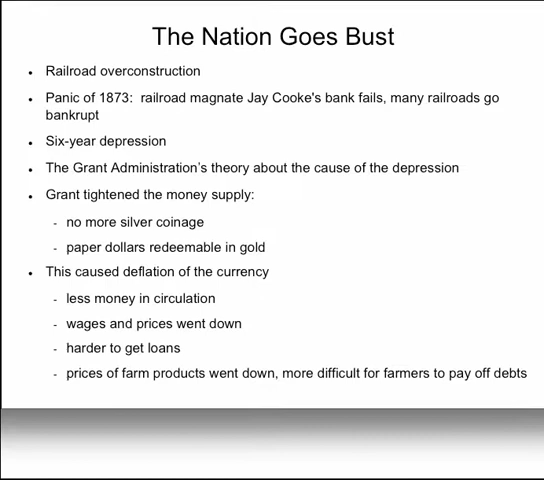 The Nation Goes Bust
• Railroad overconstruction
• Panic of 1873:  railroad magnate Jay Cooke's bank fails, many railroads go
bankrupt
• Six-year depression
• The Grant Administration's theory about the cause of the depression
• Grant tightened the money supply:
- no more silver coinage
- paper dollars redeemable in gold
• This caused deflation of the currency
- less money in circulation
- wages and prices went down
- harder to get loans
- prices of farm products went down, more difficult for farmers to pay off debts